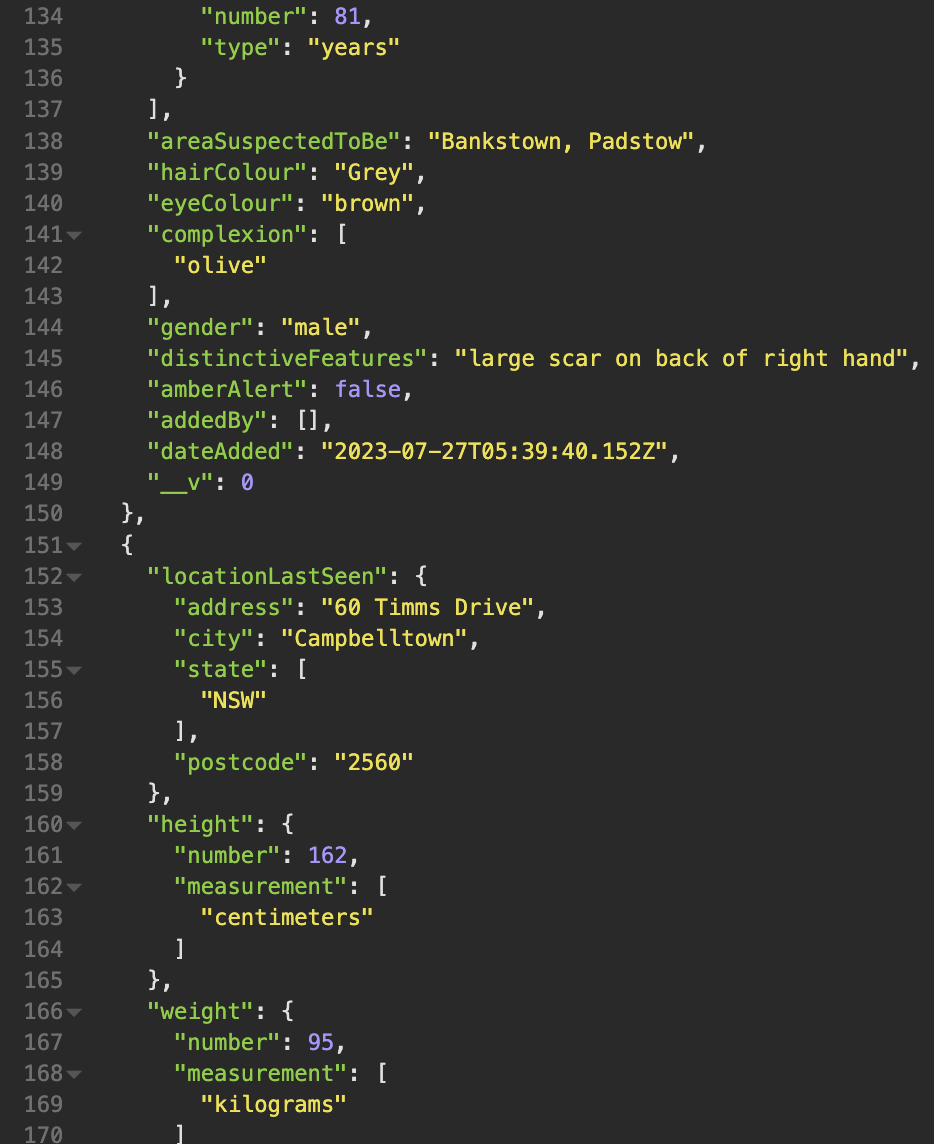 134 "number": 81,
135 "type": "years"
136 }
137 ],
138 "areaSuspectedToBe": "Bankstown, Padstow",
139 "hairColour": "Grey",
140 "eyeColour": "brown",
141 "complexion": [
142 "olive"
143 ],
144 "gender": "male",
145 "distinctiveFeatures": "large scar on back of right hand",
146 "amberAlert": false,
147 "addedBy": [],
148 "dateAdded": "2023-07-27T05:39:40.152Z",
149 "__v": 0
150 },
151 {
152 "locationLastSeen": {
153 "address": "60 Timms Drive",
154 "city": "Campbelltown",
155 "state": [
156 "NSW"
157 ],
158 "postcode": "2560"
159 },
160 "height": {
161 "number": 162,
162 "measurement": [
163 "centimeters"
164 ]
165 },
166 "weight": {
167 "number": 95,
168 "measurement": [
169 "kilograms"
170 ]